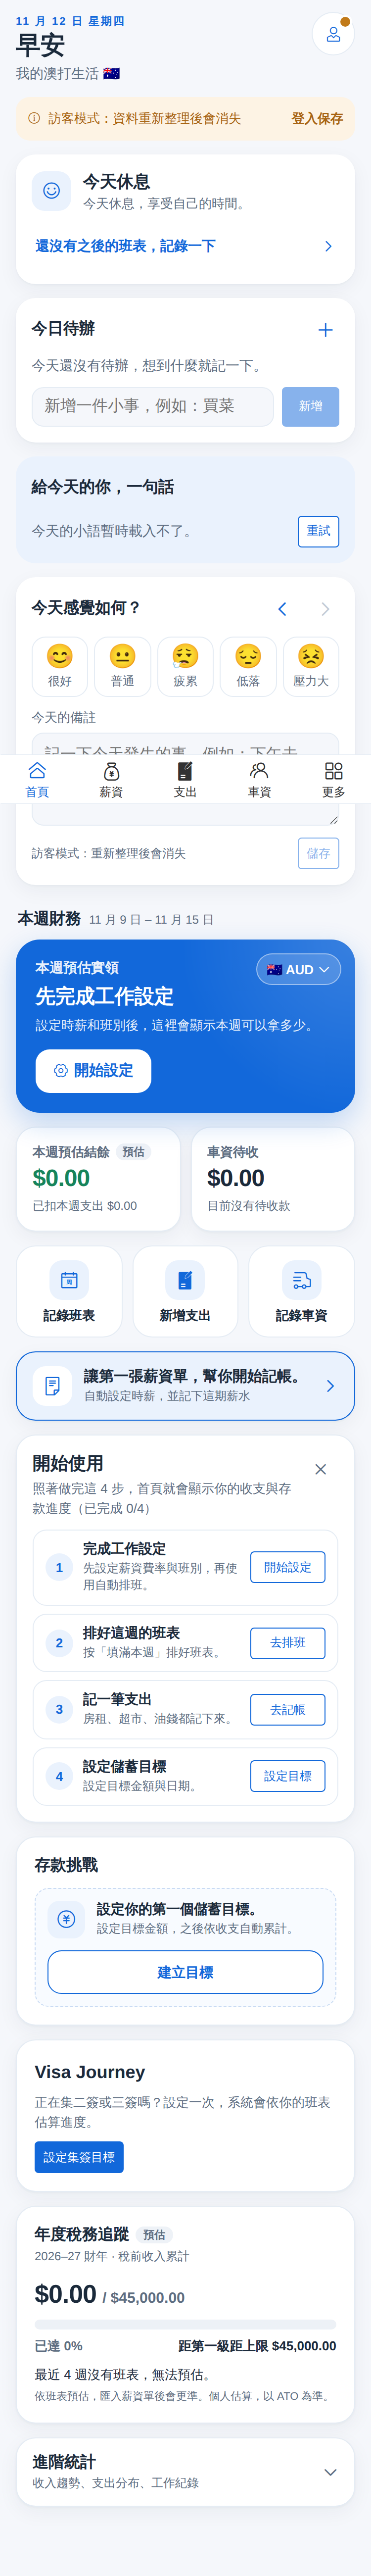 11 月 12 日 星期四
早安
我的澳打生活 🇦🇺
訪客模式：資料重新整理後會消失
登入保存
今天休息
今天休息，享受自己的時間。
還沒有之後的班表，記錄一下
今日待辦
今天還沒有待辦，想到什麼就記一下。
新增一件小事，例如：買菜
新增
給今天的你，一句話
今天的小語暫時載入不了。
重試
今天感覺如何？
😊 😐 😮‍💨 😔 😣
很好 普通 疲累 低落 壓力大
今天的備註
記一下今天發生的事，例如：下午去
首頁 薪資 支出 車資 更多
訪客模式：重新整理後會消失
儲存
本週財務 11 月 9 日 – 11 月 15 日
本週預估實領
🇦🇺 AUD
先完成工作設定
設定時薪和班別後，這裡會顯示本週可以拿多少。
開始設定
本週預估結餘 預估
$0.00
已扣本週支出 $0.00
車資待收
$0.00
目前沒有待收款
記錄班表
新增支出
記錄車資
讓第一張薪資單，幫你開始記帳。
自動設定時薪，並記下這期薪水
開始使用
照著做完這 4 步，首頁就會顯示你的收支與存
款進度（已完成 0/4）
1
完成工作設定
先設定薪資費率與班別，再使
用自動排班。
開始設定
2
排好這週的班表
按「填滿本週」排好班表。
去排班
3
記一筆支出
房租、超市、油錢都記下來。
去記帳
4
設定儲蓄目標
設定目標金額與日期。
設定目標
存款挑戰
設定你的第一個儲蓄目標。
設定目標金額，之後依收支自動累計。
建立目標
Visa Journey
正在集二簽或三簽嗎？設定一次，系統會依你的班表
估算進度。
設定集簽目標
年度稅務追蹤 預估
2026–27 財年 · 稅前收入累計
$0.00 / $45,000.00
已達 0%
距第一級距上限 $45,000.00
最近 4 週沒有班表，無法預估。
依班表預估，匯入薪資單後會更準。個人估算，以 ATO 為準。
進階統計
收入趨勢、支出分布、工作紀錄